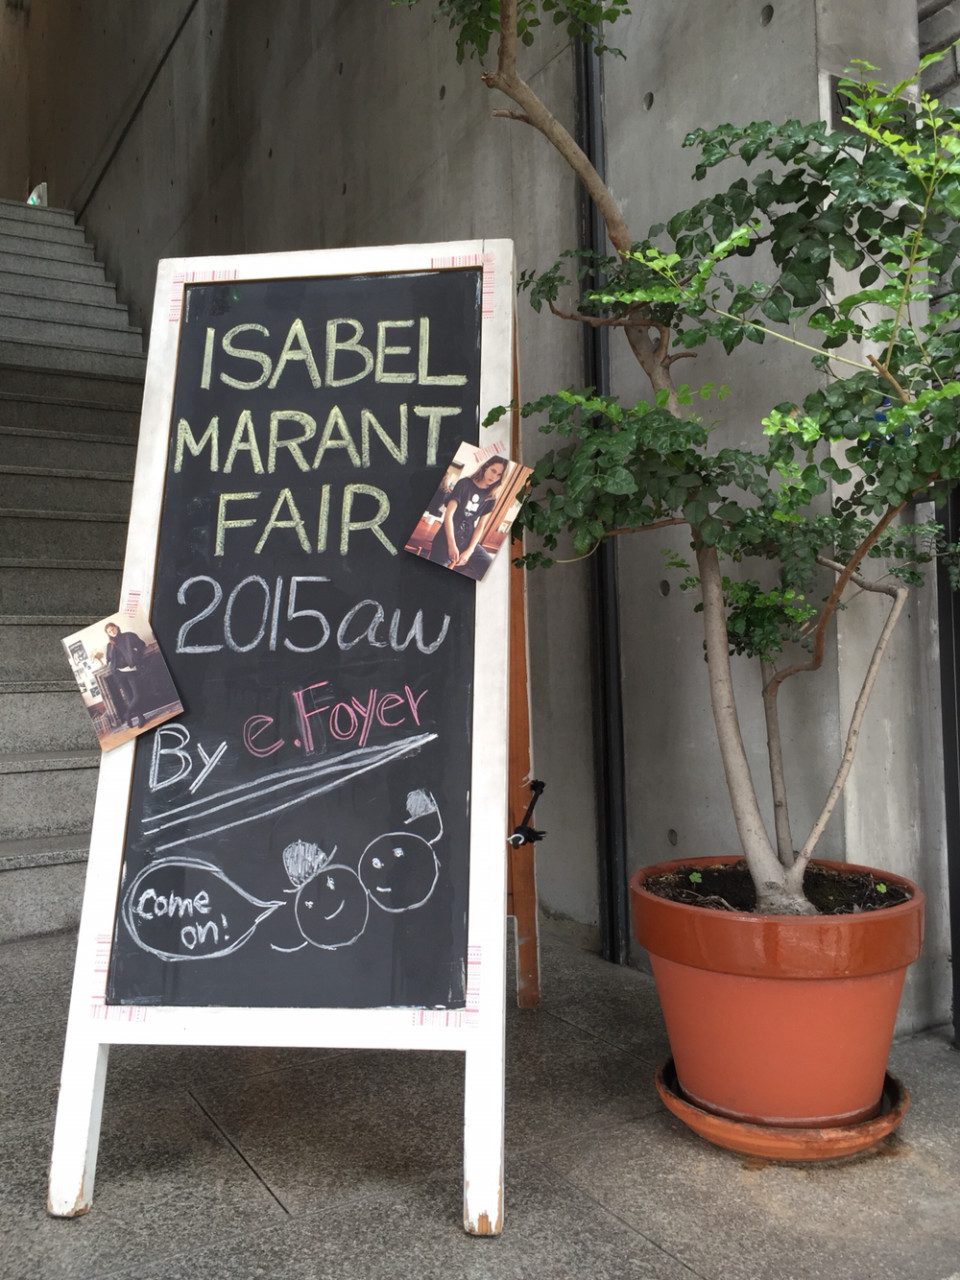 ISABEL
MARANT
FAIR
2015aw
By e.Foyer
Come
on!